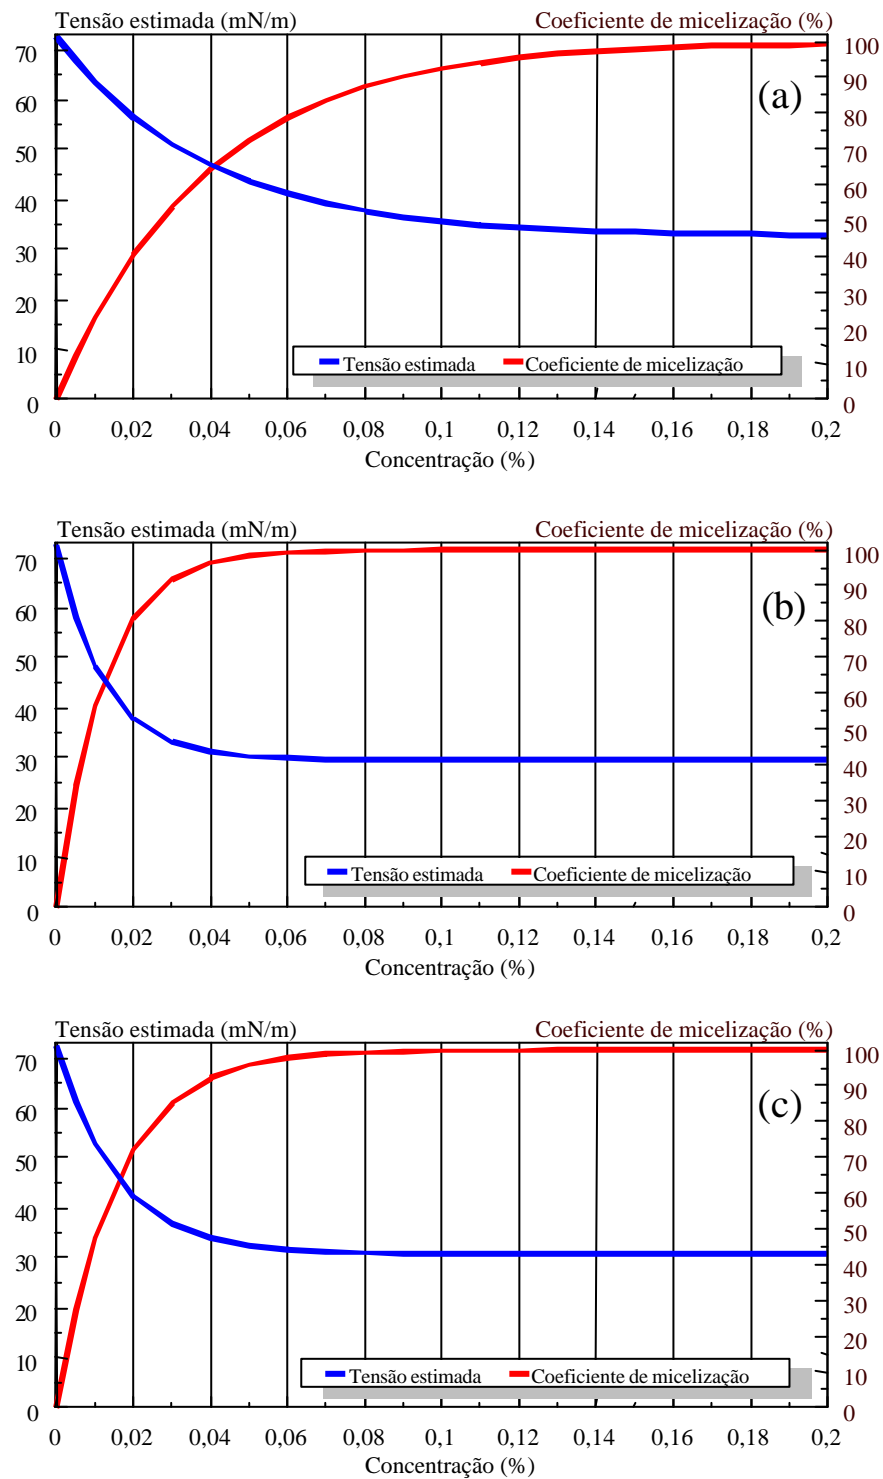 Tensão estimada (mN/m) Coeficiente de micelização (%)
70 100
90
60 (a) 80
50 70
60
40
50
30 40
20 30
20
10 Tensão estimada Coeficiente de micelização 10
0 0
0 0,02 0,04 0,06 0,08 0,1 0,12 0,14 0,16 0,18 0,2
Concentração (%)
Tensão estimada (mN/m) Coeficiente de micelização (%)
70 100
90
60 (b) 80
50 70
60
40
50
30 40
20 30
20
10 Tensão estimada Coeficiente de micelização 10
0 0
0 0,02 0,04 0,06 0,08 0,1 0,12 0,14 0,16 0,18 0,2
Concentração (%)
Tensão estimada (mN/m) Coeficiente de micelização (%)
70 100
90
60 (c) 80
50 70
60
40
50
30 40
20 30
20
10 Tensão estimada Coeficiente de micelização 10
0 0
0 0,02 0,04 0,06 0,08 0,1 0,12 0,14 0,16 0,18 0,2
Concentração (%)